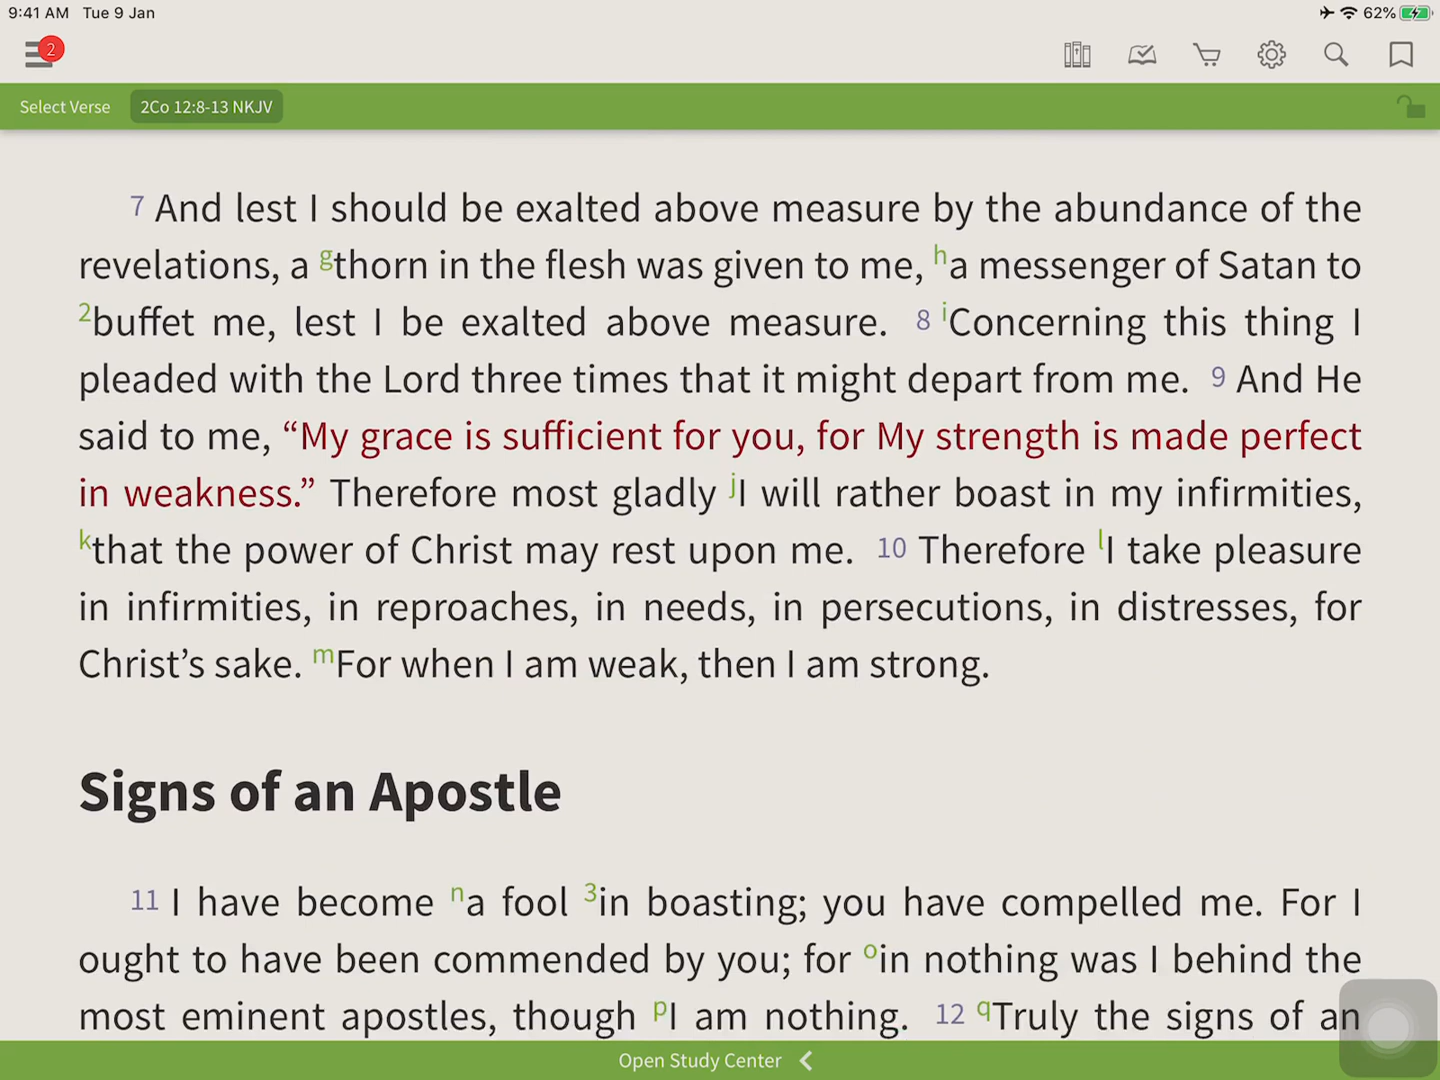 9:41 AM Tue 9 Jan 62%
2
Select Verse 2Co 12:8-13 NKJV
7 And lest I should be exalted above measure by the abundance of the
revelations, a gthorn in the flesh was given to me, ha messenger of Satan to
2buffet me, lest I be exalted above measure. 8 iConcerning this thing I
pleaded with the Lord three times that it might depart from me. 9 And He
said to me, “My grace is sufficient for you, for My strength is made perfect
in weakness.” Therefore most gladly jI will rather boast in my infirmities,
kthat the power of Christ may rest upon me. 10 Therefore lI take pleasure
in infirmities, in reproaches, in needs, in persecutions, in distresses, for
Christ’s sake. mFor when I am weak, then I am strong.
Signs of an Apostle
11 I have become na fool 3in boasting; you have compelled me. For I
ought to have been commended by you; for oin nothing was I behind the
most eminent apostles, though pI am nothing. 12 qTruly the signs of an
Open Study Center